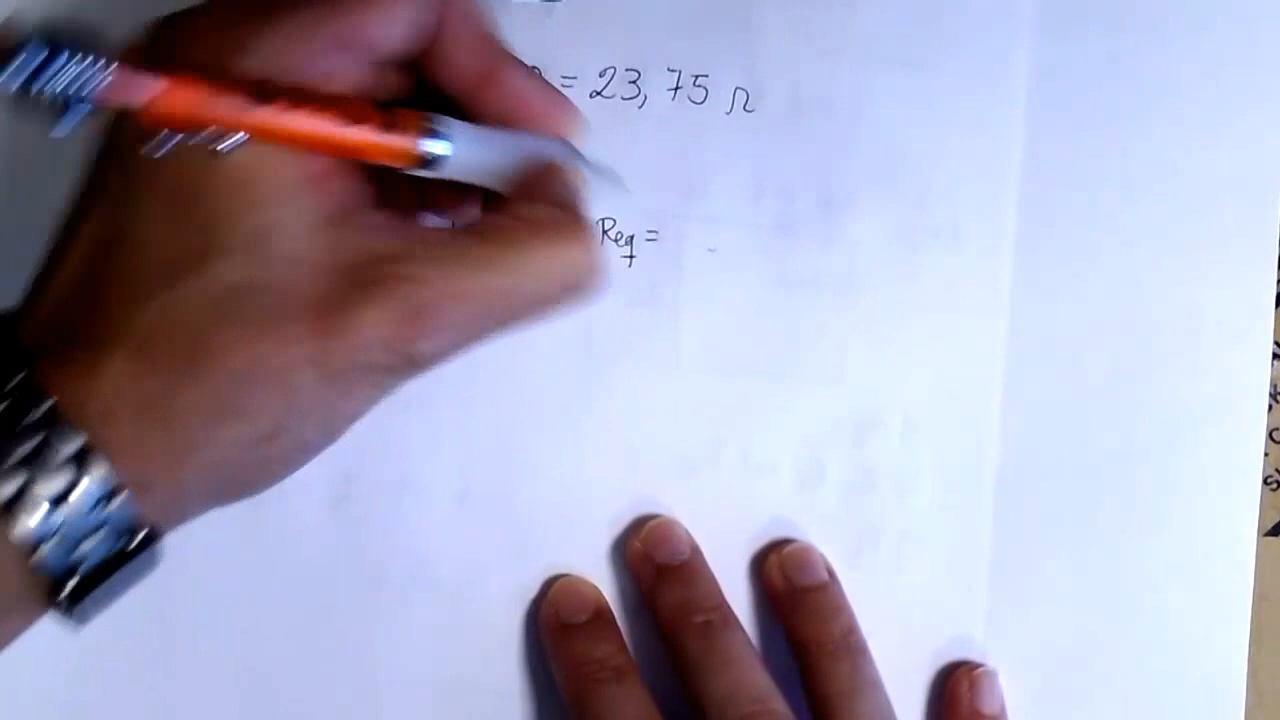 = 23,75 Ω
Req =